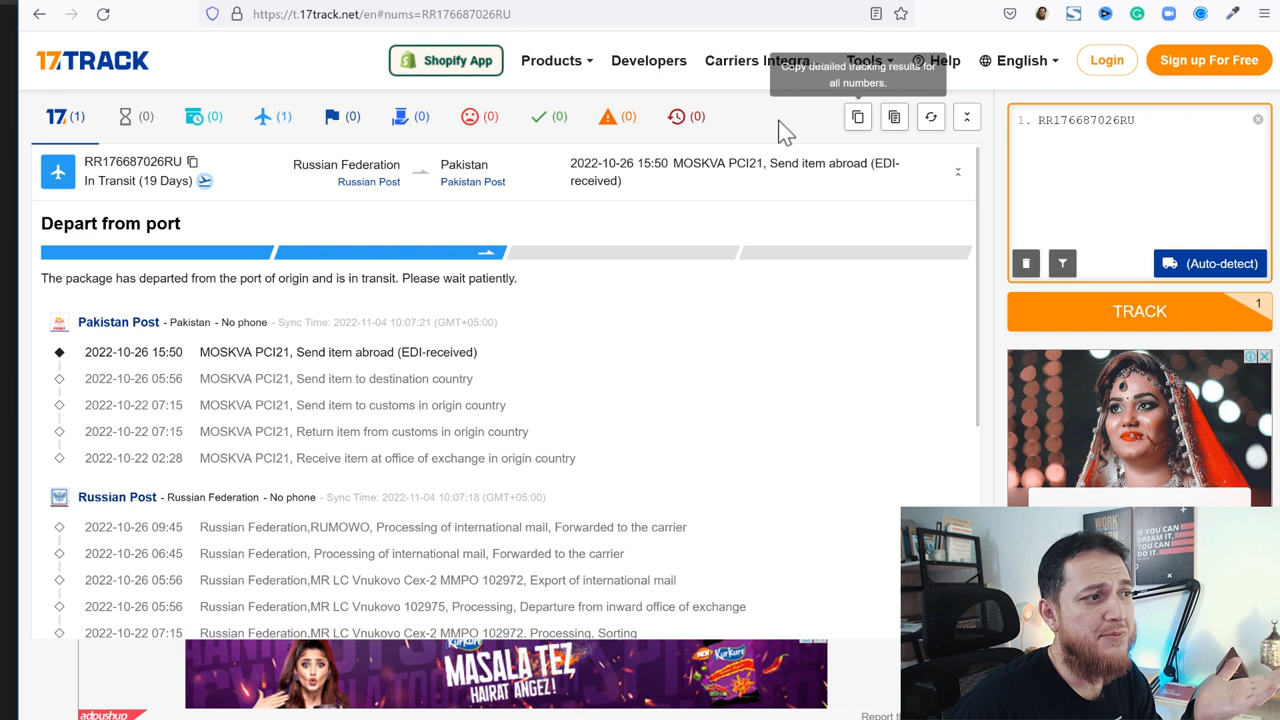 https://t.17track.net/en#nums=RR176687026RU
17TRACK
Shopify App
Products
Developers
Carriers Integra
Tools
Help
English
Login
Sign up For Free
Copy detailed tracking results for
all numbers.
17 (1)
(0)
(0)
(1)
(0)
(0)
(0)
(0)
(0)
(0)
1. RR176687026RU
RR176687026RU
In Transit (19 Days)
Russian Federation
Russian Post
Pakistan
Pakistan Post
2022-10-26 15:50 MOSKVA PCI21, Send item abroad (EDI-
received)
Depart from port
The package has departed from the port of origin and is in transit. Please wait patiently.
(Auto-detect)
TRACK
1
Pakistan Post - Pakistan - No phone - Sync Time: 2022-11-04 10:07:21 (GMT+05:00)
2022-10-26 15:50 MOSKVA PCI21, Send item abroad (EDI-received)
2022-10-26 05:56 MOSKVA PCI21, Send item to destination country
2022-10-22 07:15 MOSKVA PCI21, Send item to customs in origin country
2022-10-22 07:15 MOSKVA PCI21, Return item from customs in origin country
2022-10-22 02:28 MOSKVA PCI21, Receive item at office of exchange in origin country
Russian Post - Russian Federation - No phone - Sync Time: 2022-11-04 10:07:18 (GMT+05:00)
2022-10-26 09:45 Russian Federation,RUMOWO, Processing of international mail, Forwarded to the carrier
2022-10-26 06:45 Russian Federation, Processing of international mail, Forwarded to the carrier
2022-10-26 05:56 Russian Federation,MR LC Vnukovo Cex-2 MMPO 102972, Export of international mail
2022-10-26 05:56 Russian Federation,MR LC Vnukovo 102975, Processing, Departure from inward office of exchange
2022-10-22 07:15 Russian Federation,MR LC Vnukovo Cex-2 MMPO 102972, Processing, Sorting
Kurkure
MASALA TEZ
HAIRAT ANGEZ!
NEW
Kurkure
adpushup
Report th
WORK
IF YOU CAN
DREAM IT,
YOU CAN
DO IT.